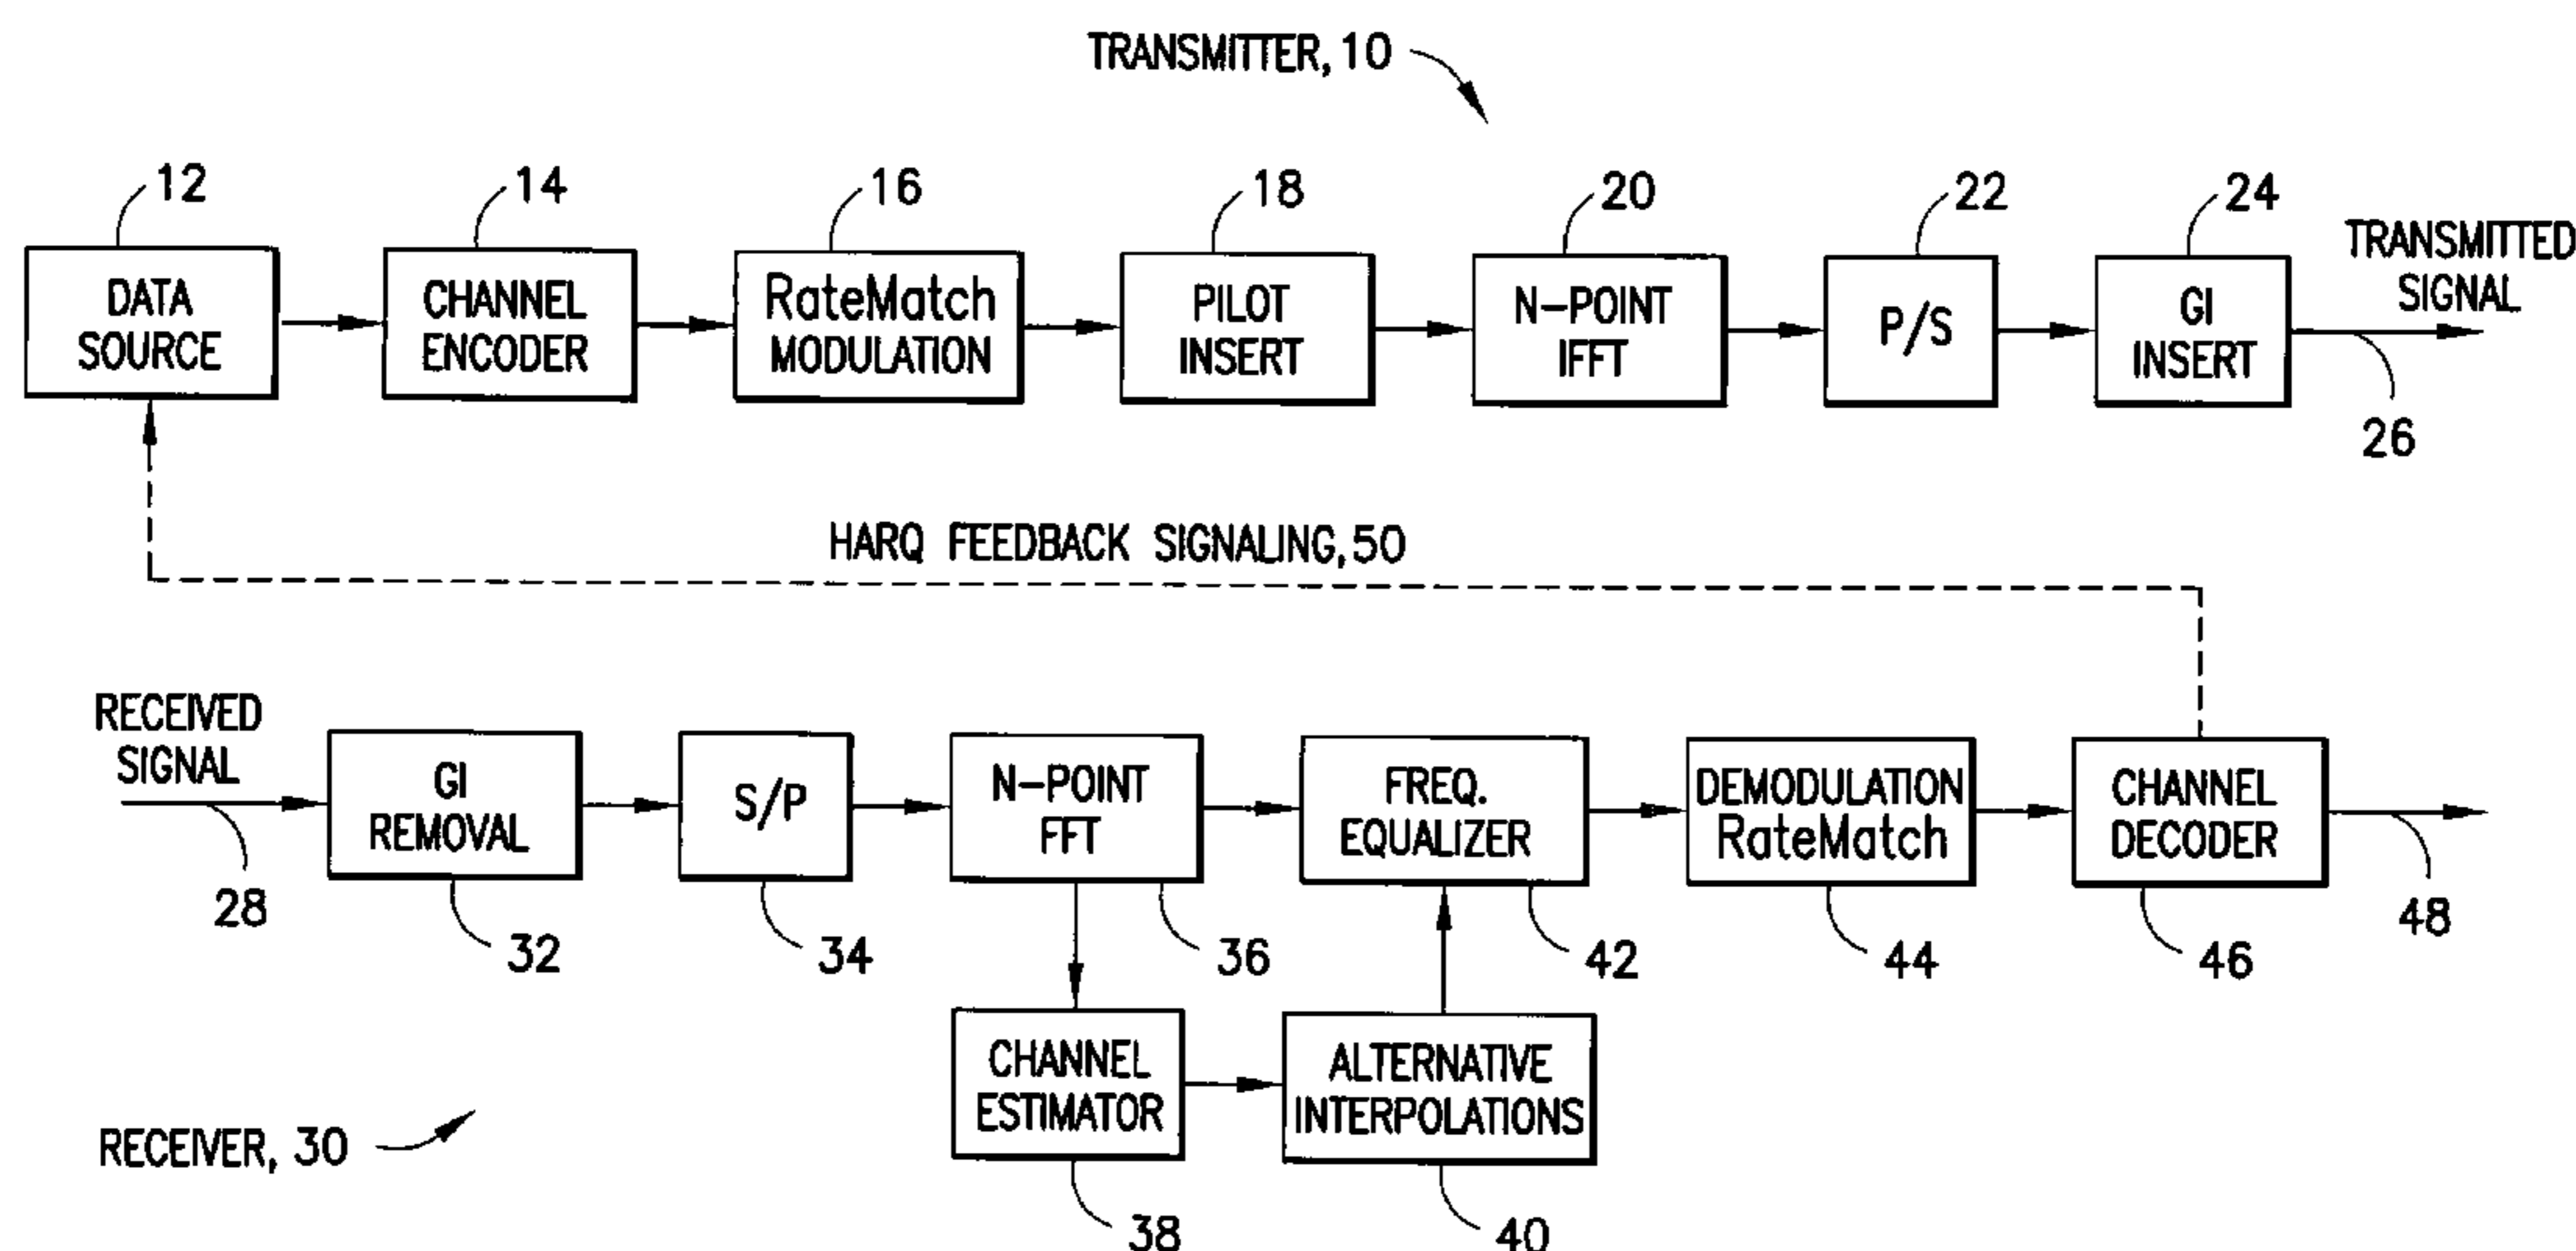 TRANSMITTER, 10
12
14
16
18
20
22
24
DATA
SOURCE
CHANNEL
ENCODER
RateMatch
MODULATION
PILOT
INSERT
N-POINT
IFFT
P/S
GI
INSERT
TRANSMITTED
SIGNAL
26
HARQ FEEDBACK SIGNALING, 50
RECEIVED
SIGNAL
28
GI
REMOVAL
32
S/P
34
N-POINT
FFT
36
FREQ.
EQUALIZER
42
DEMODULATION
RateMatch
44
CHANNEL
DECODER
46
48
CHANNEL
ESTIMATOR
38
ALTERNATIVE
INTERPOLATIONS
40
RECEIVER, 30